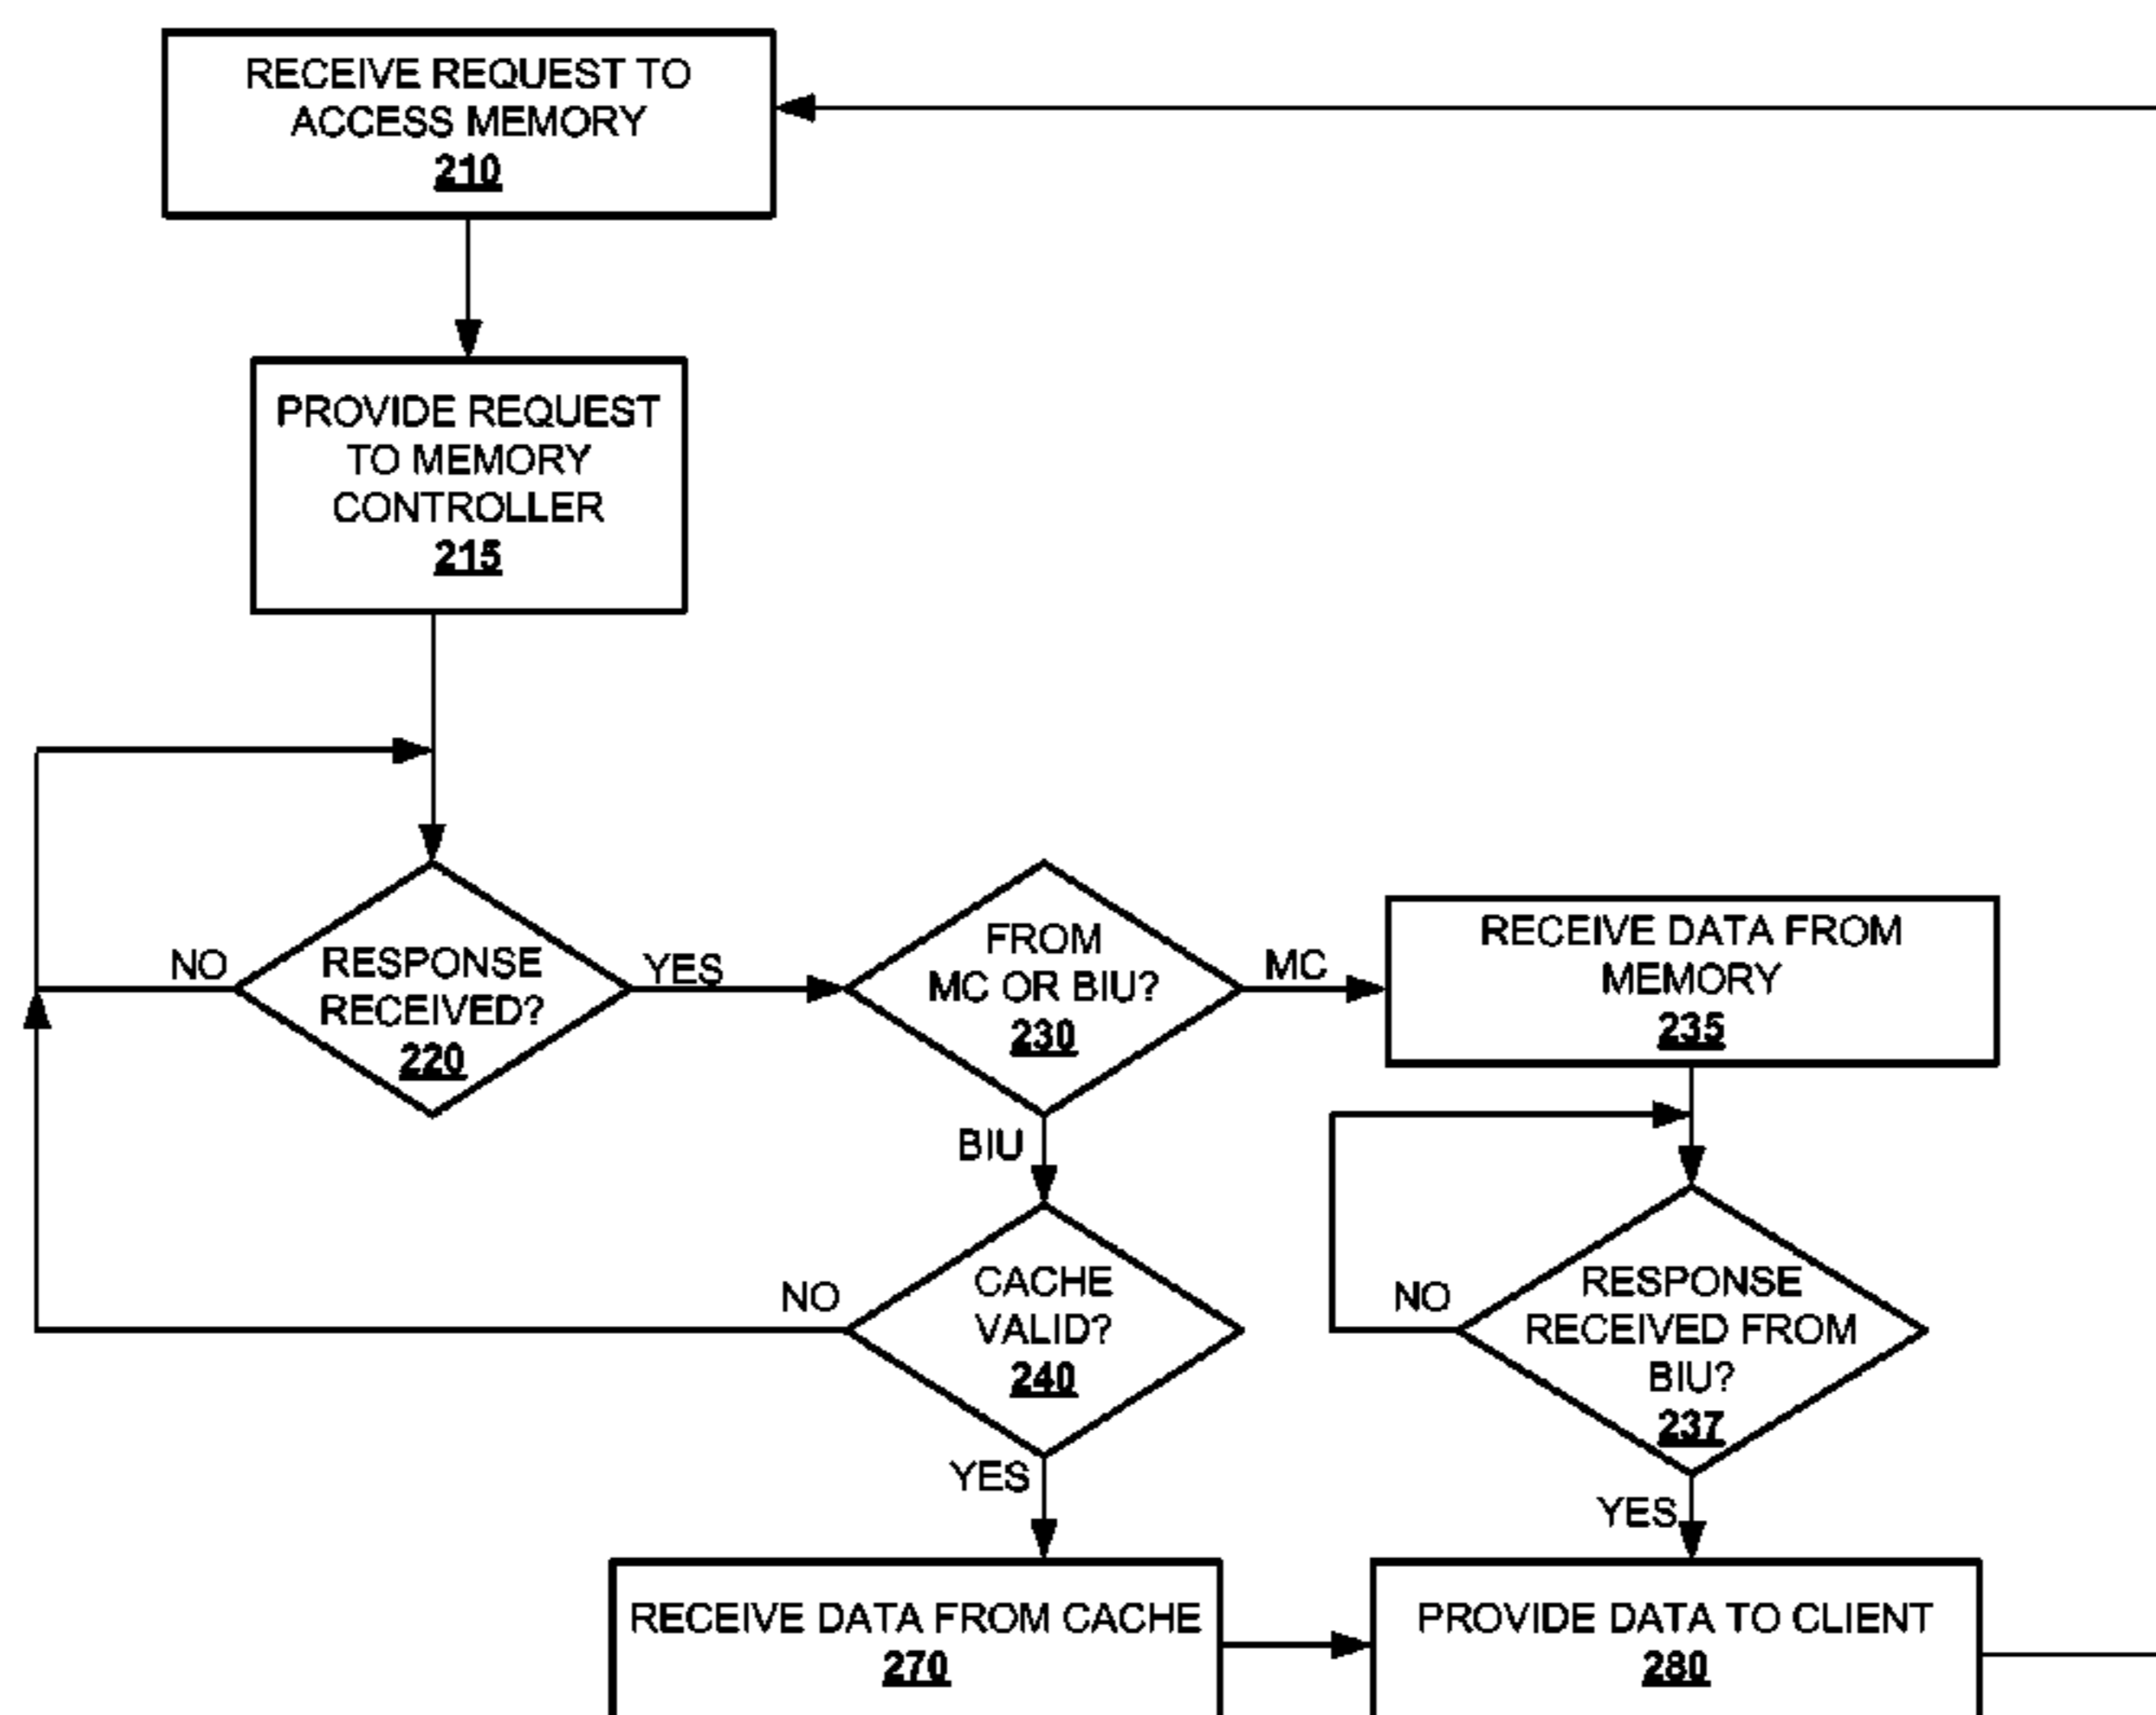 RECEIVE REQUEST TO
ACCESS MEMORY
210
PROVIDE REQUEST
TO MEMORY
CONTROLLER
215
NO
RESPONSE
RECEIVED?
220
YES
FROM
MC OR BIU?
230
MC
RECEIVE DATA FROM
MEMORY
235
BIU
NO
CACHE
VALID?
240
NO
RESPONSE
RECEIVED FROM
BIU?
237
YES
YES
RECEIVE DATA FROM CACHE
270
PROVIDE DATA TO CLIENT
280